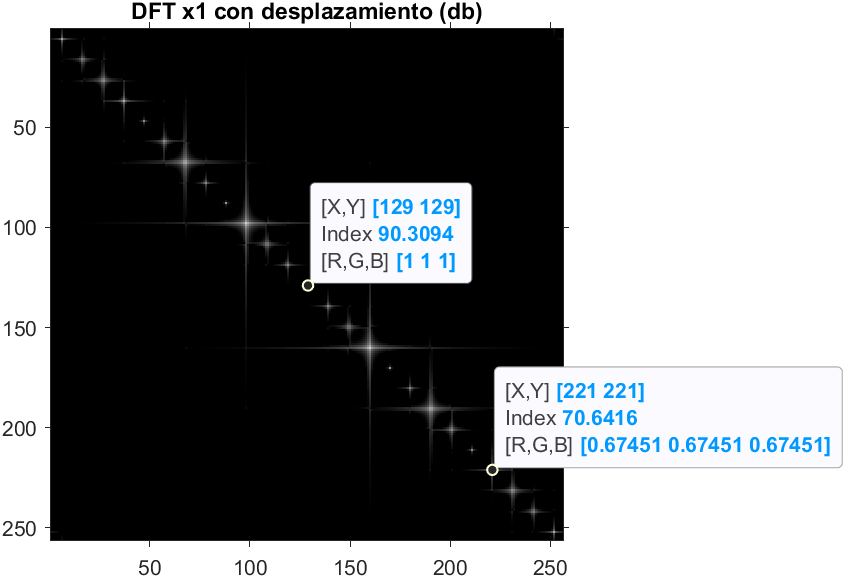 DFT x1 con desplazamiento (db)
50
100
150
200
250
[X,Y] [129 129]
Index 90.3094
[R,G,B] [1 1 1]
[X,Y] [221 221]
Index 70.6416
[R,G,B] [0.67451 0.67451 0.67451]
50
100
150
200
250